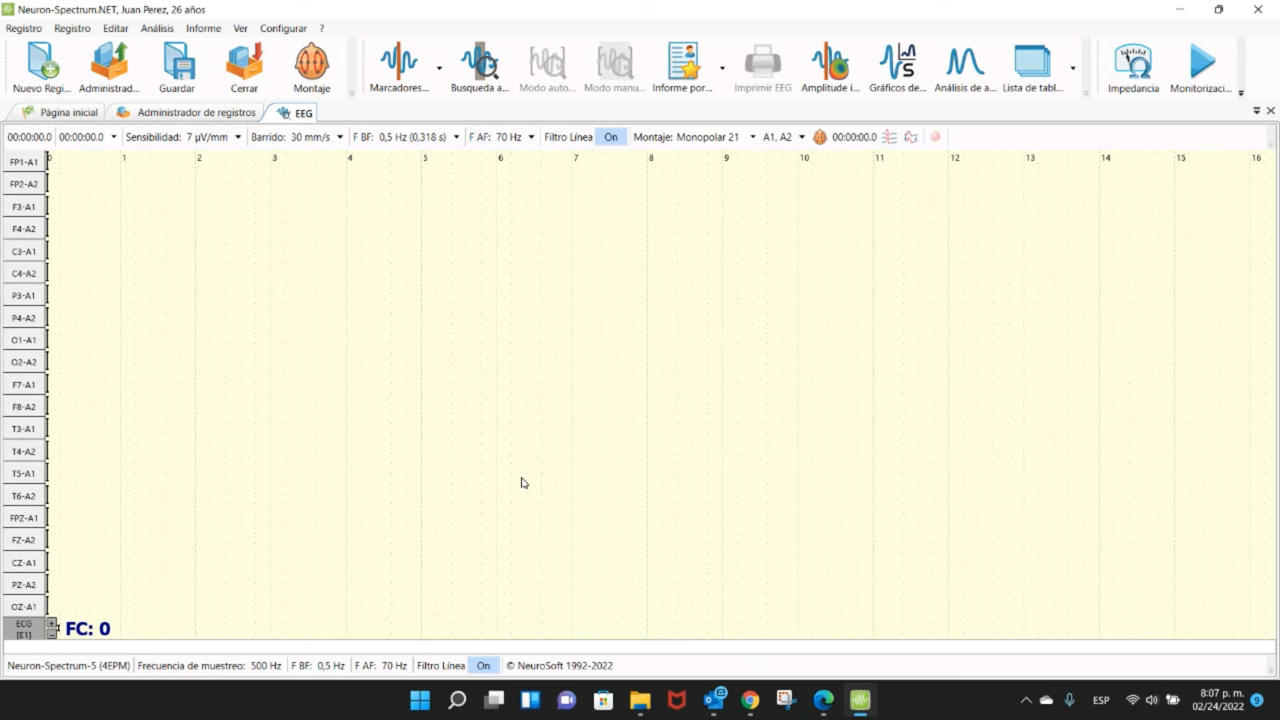 Neuron-Spectrum.NET, Juan Perez, 26 años
Registro Registro Editar Análisis Informe Ver Configurar ?
Nuevo Regi... Administrad... Guardar Cerrar Montaje Marcadores... Busqueda a... Modo auto... Modo manu... Informe por... Imprimir EEG Amplitude i... Gráficos de... Análisis de a... Lista de tabl... Impedancia Monitorizaci...
Página inicial Administrador de registros EEG
00:00:00.0 00:00:00.0 Sensibilidad: 7 µV/mm Barrido: 30 mm/s F BF: 0,5 Hz (0,318 s) F AF: 70 Hz Filtro Línea On Montaje: Monopolar 21 A1, A2 00:00:00.0
0 1 2 3 4 5 6 7 8 9 10 11 12 13 14 15 16
FP1-A1
FP2-A2
F3-A1
F4-A2
C3-A1
C4-A2
P3-A1
P4-A2
O1-A1
O2-A2
F7-A1
F8-A2
T3-A1
T4-A2
T5-A1
T6-A2
FPZ-A1
FZ-A2
CZ-A1
PZ-A2
OZ-A1
ECG
[E1]
FC: 0
Neuron-Spectrum-5 (4EPM) Frecuencia de muestreo: 500 Hz F BF: 0,5 Hz F AF: 70 Hz Filtro Línea On © NeuroSoft 1992-2022
ESP
8:07 p. m.
02/24/2022
9